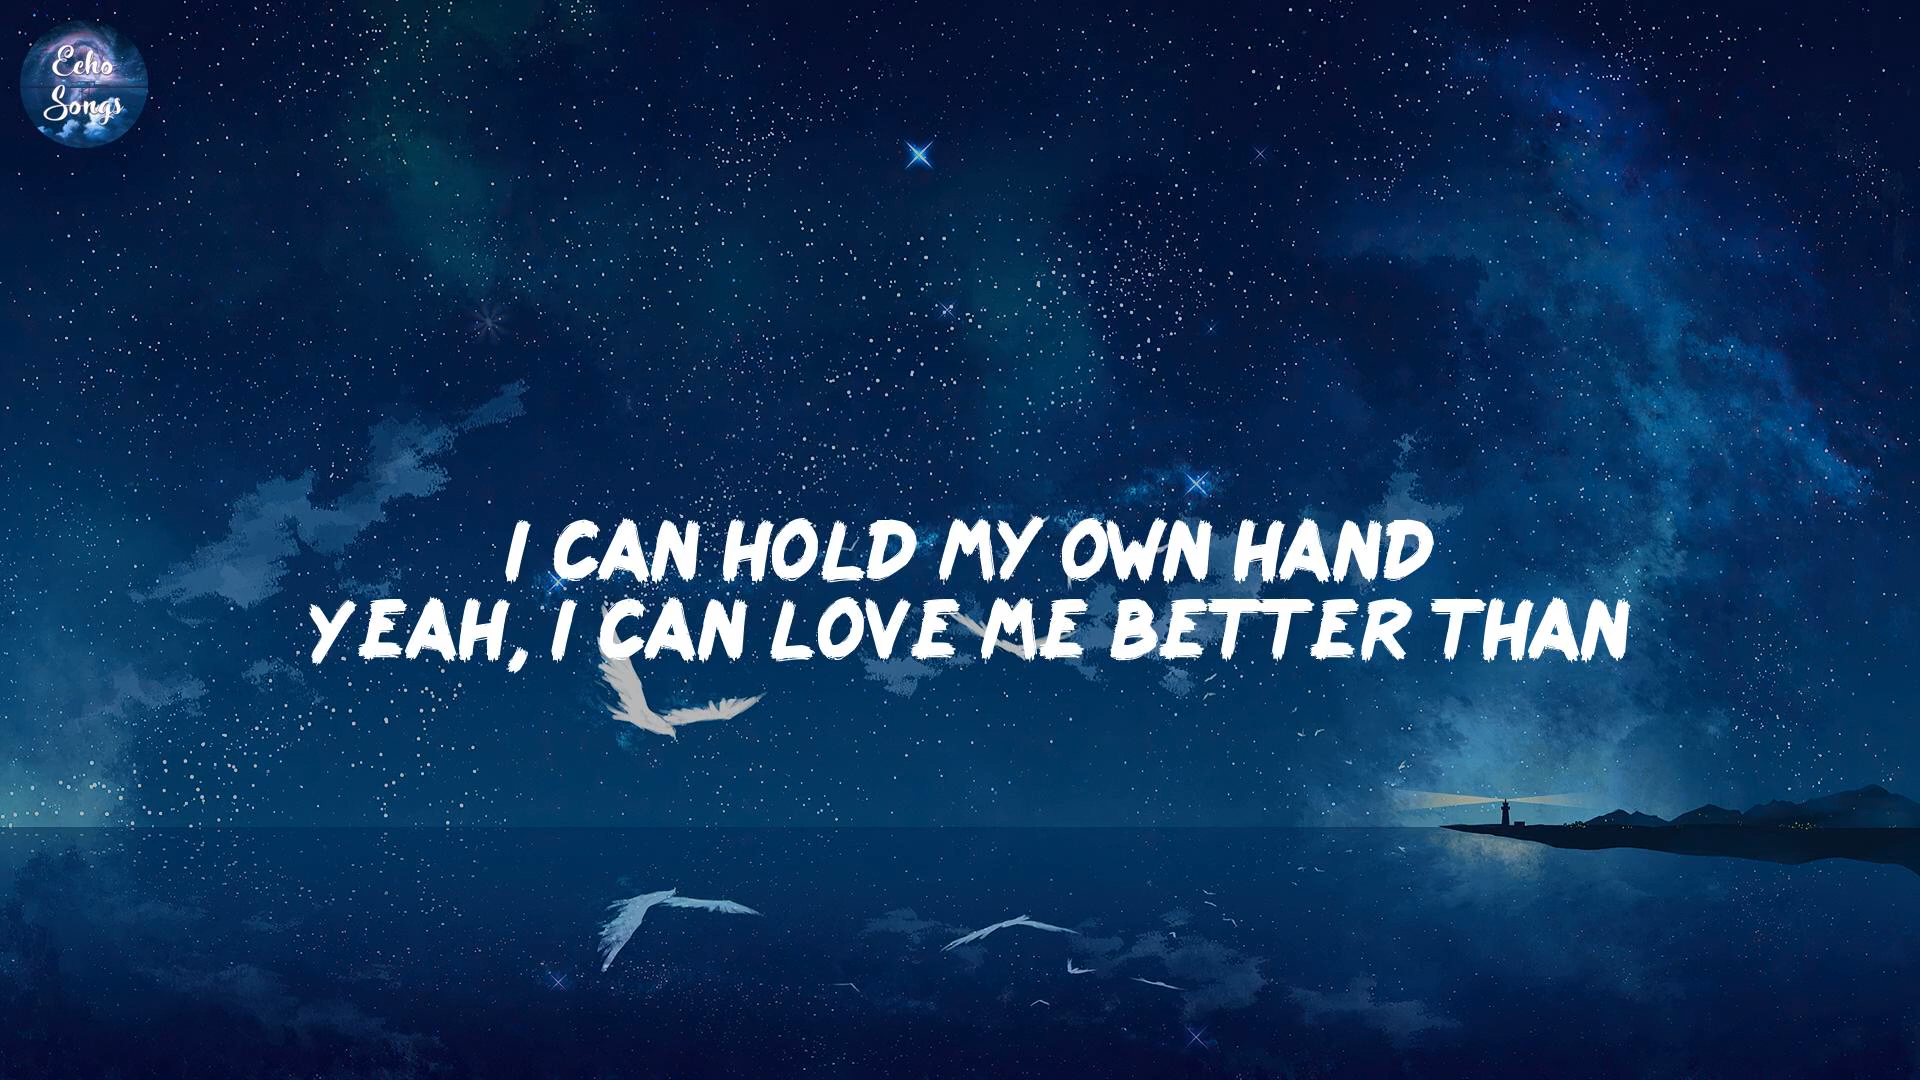 Echo
Songs
I CAN HOLD MY OWN HAND
YEAH, I CAN LOVE ME BETTER THAN